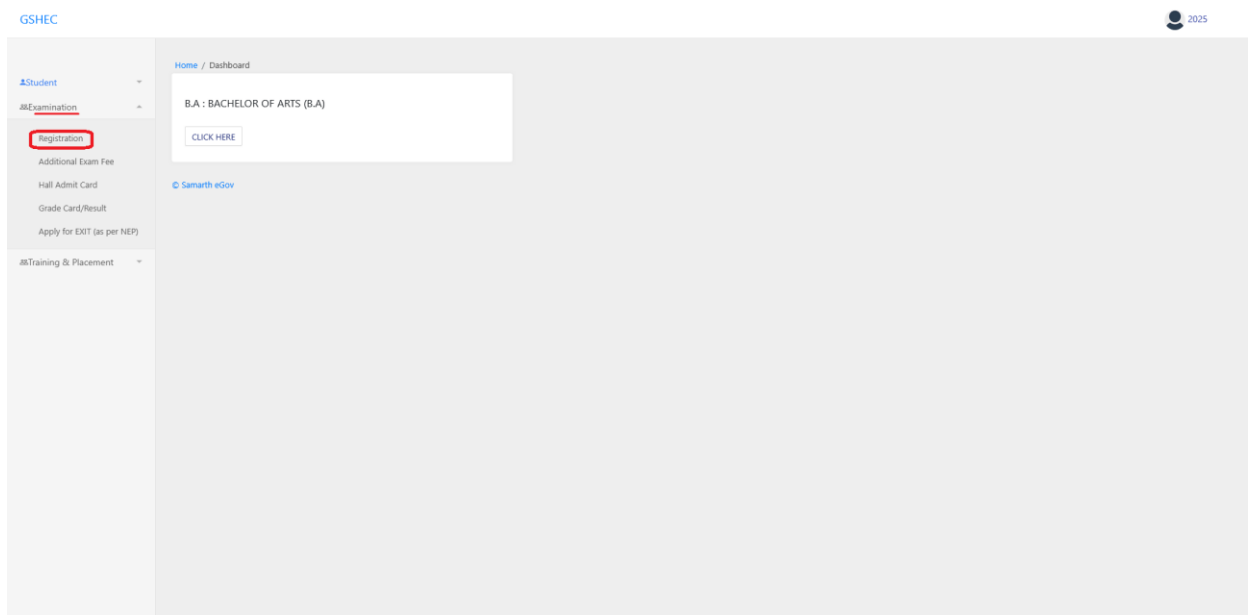 GSHEC
2025
Student
Examination
Registration
Additional Exam Fee
Hall Admit Card
Grade Card/Result
Apply for EXIT (as per NEP)
Training & Placement
Home / Dashboard
B.A : BACHELOR OF ARTS (B.A)
CLICK HERE
© Samarth eGov